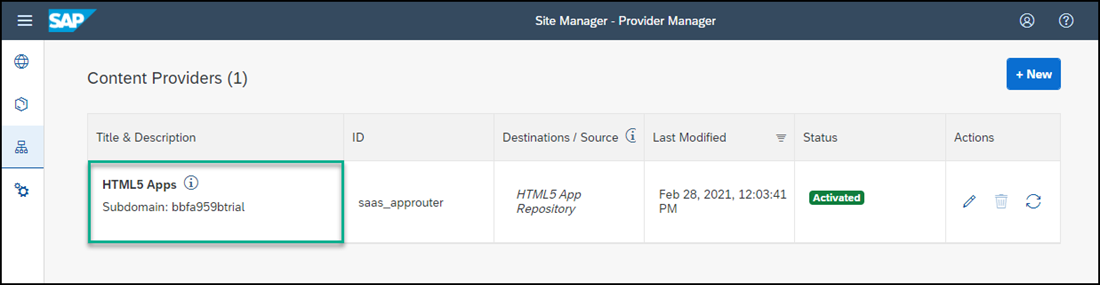 SAP
Site Manager - Provider Manager
Content Providers (1)
+ New
Title & Description
ID
Destinations / Source
Last Modified
Status
Actions
HTML5 Apps
Subdomain: bbfa959btrial
saas_approuter
HTML5 App
Repository
Feb 28, 2021, 12:03:41
PM
Activated